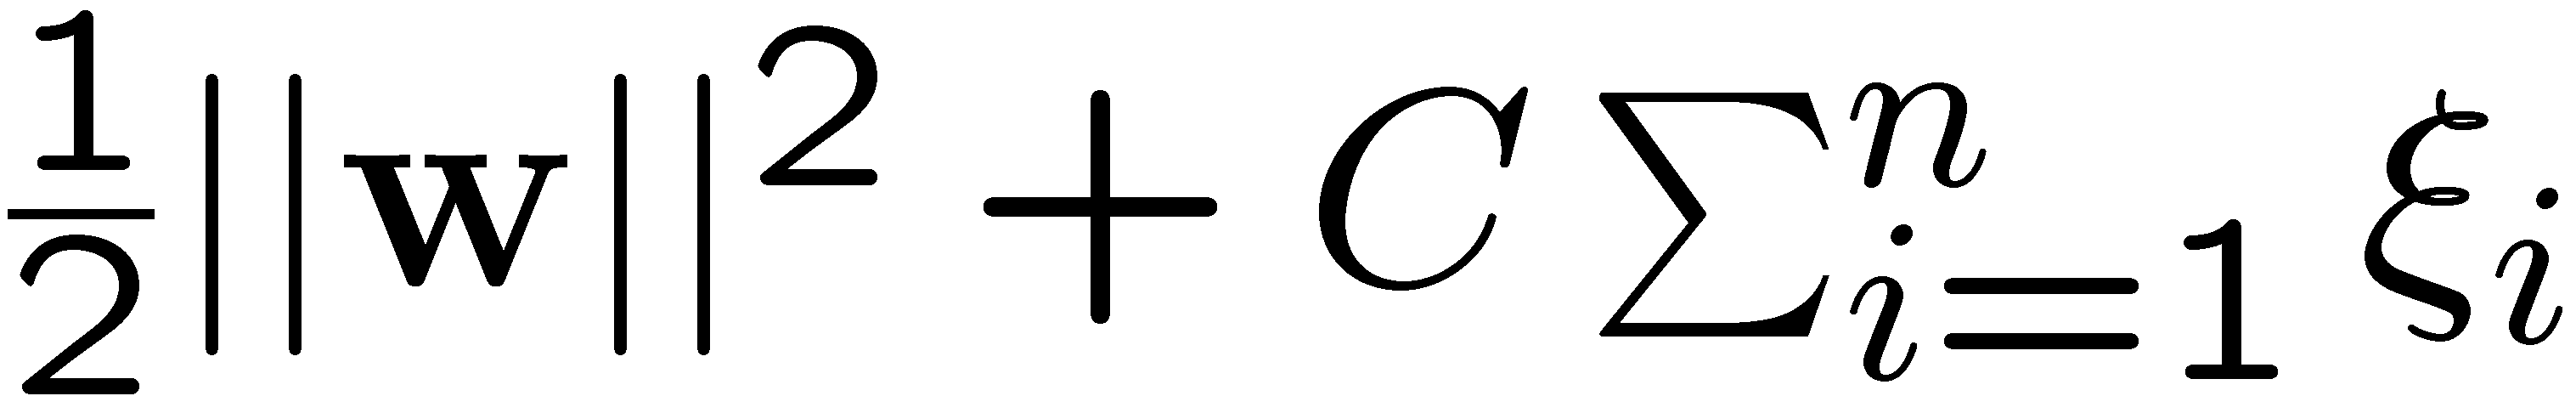 \frac{1}{2}||\mathbf{w}||^2 + C\sum_{i=1}^{n} \xi_i